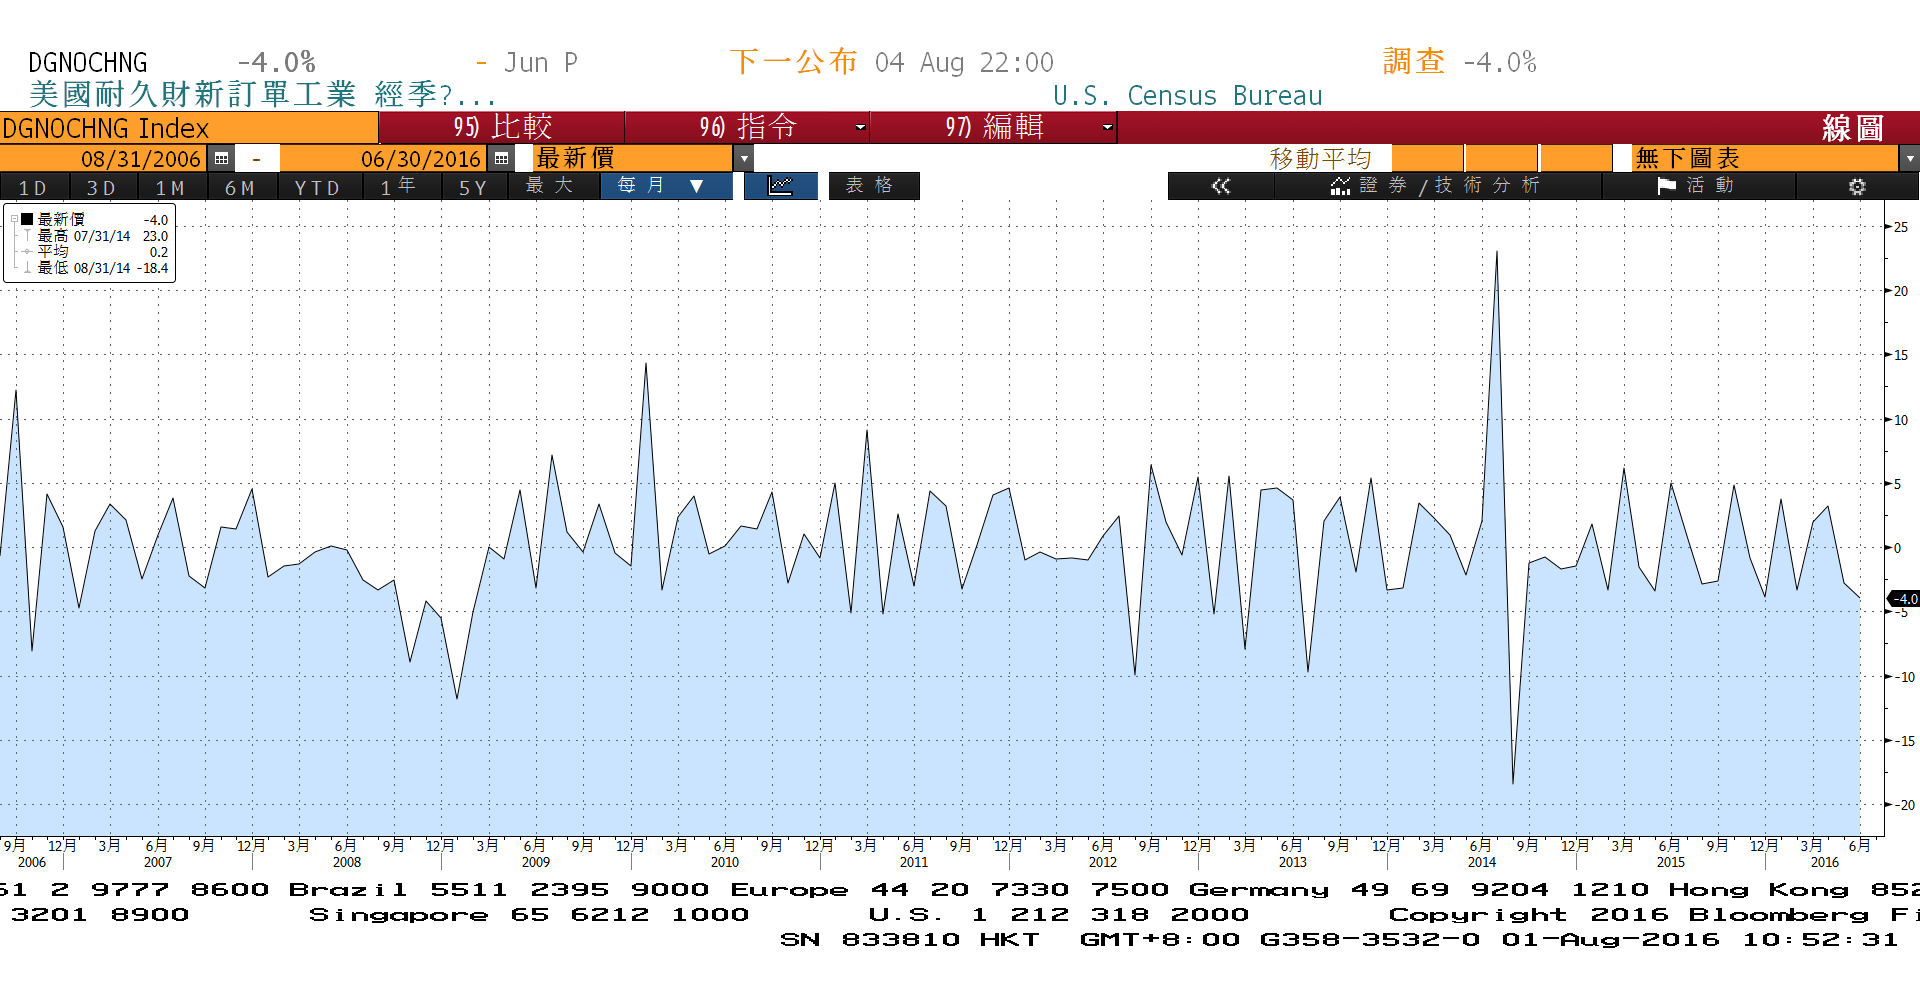 DGNOCHNG -4.0% - Jun P 下一公布 04 Aug 22:00 調查 -4.0%
美國耐久財新訂單工業 經季?... U.S. Census Bureau
DGNOCHNG Index 95) 比較 96) 指令 97) 編輯 線圖
08/31/2006 - 06/30/2016 最新價 移動平均 無下圖表
1D 3D 1M 6M YTD 1年 5Y 最大 每月 ▼ 表格 « 證券/技術分析 活動
最新價 -4.0
最高 07/31/14 23.0
平均 0.2
最低 08/31/14 -18.4
25
20
15
10
5
0
-4.0
-5
-10
-15
-20
9月 12月 3月 6月 9月 12月 3月 6月 9月 12月 3月 6月 9月 12月 3月 6月 9月 12月 3月 6月 9月 12月 3月 6月 9月 12月 3月 6月 9月 12月 3月 6月 9月 12月 3月 6月 9月 12月 3月 6月
2006 2007 2008 2009 2010 2011 2012 2013 2014 2015 2016
61 2 9777 8600 Brazil 5511 2395 9000 Europe 44 20 7330 7500 Germany 49 69 9204 1210 Hong Kong 852
3201 8900 Singapore 65 6212 1000 U.S. 1 212 318 2000 Copyright 2016 Bloomberg Fi
SN 833810 HKT GMT+8:00 G358-3532-0 01-Aug-2016 10:52:31